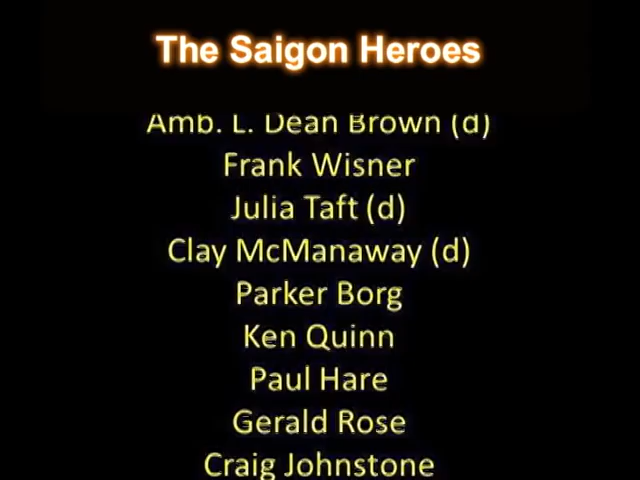 The Saigon Heroes
Amb. L. Dean Brown (d)
Frank Wisner
Julia Taft (d)
Clay McManaway (d)
Parker Borg
Ken Quinn
Paul Hare
Gerald Rose
Craig Johnstone